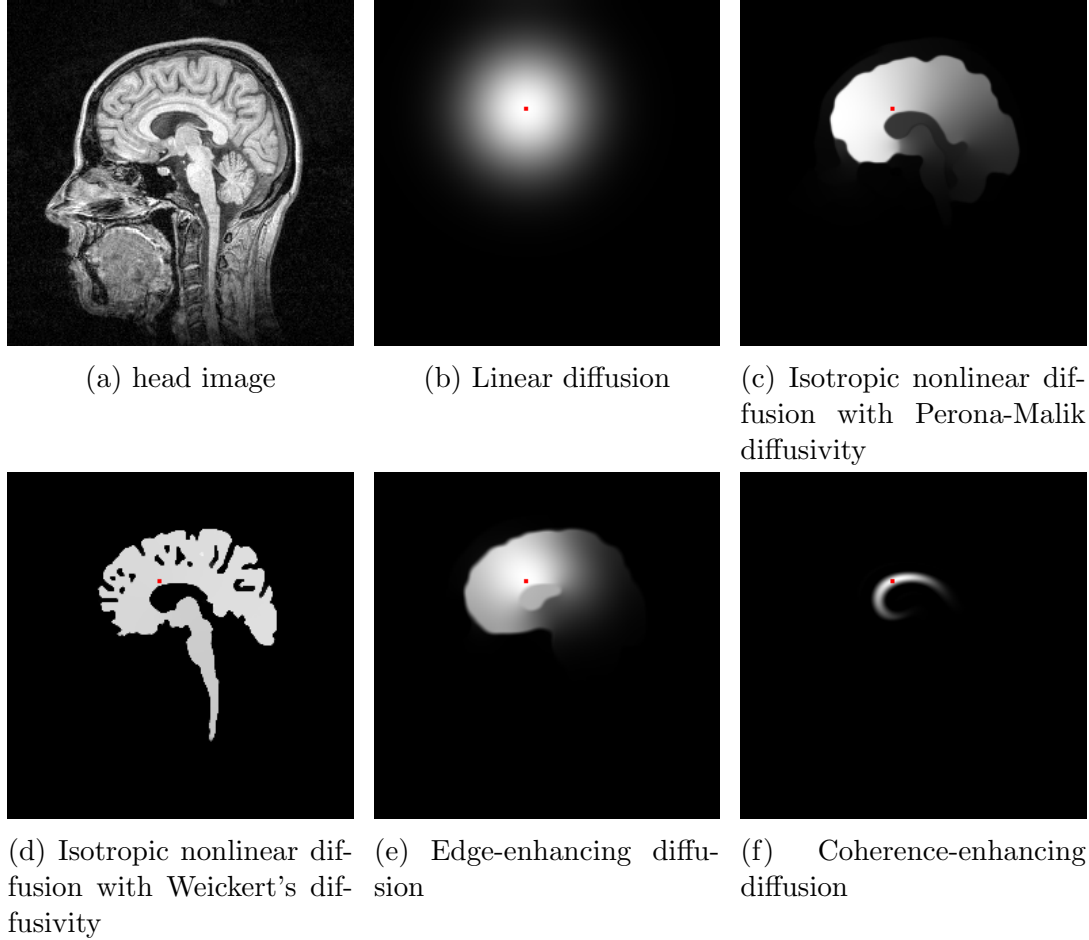 (a) head image
(b) Linear diffusion
(c) Isotropic nonlinear dif-
fusion with Perona-Malik
diffusivity
(d) Isotropic nonlinear dif-
fusion with Weickert's dif-
fusivity
(e) Edge-enhancing diffu-
sion
(f) Coherence-enhancing
diffusion